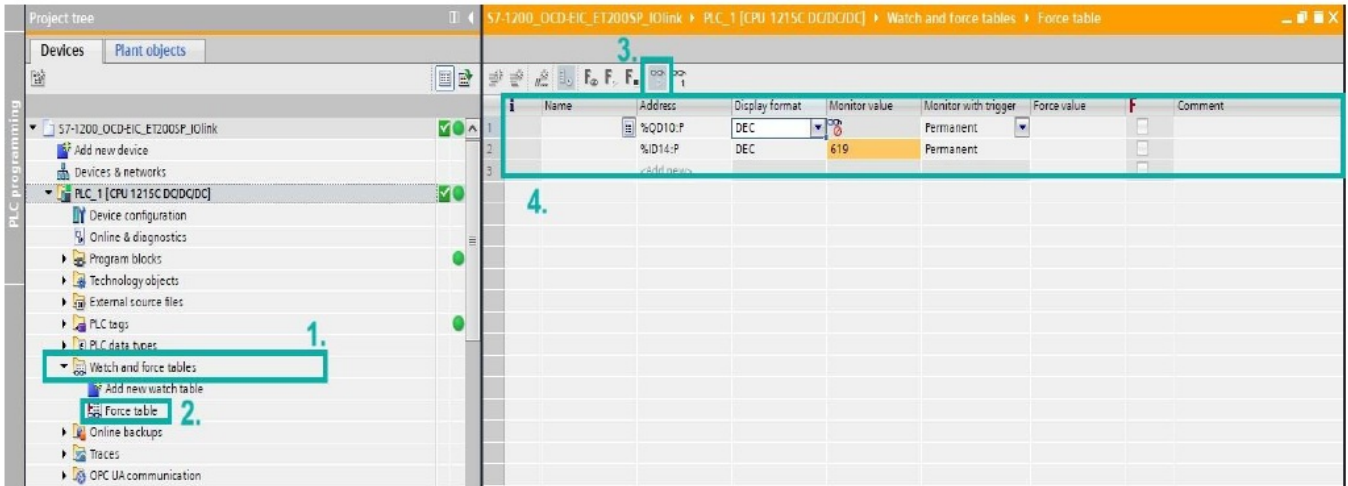 Project tree
S7-1200_OCD-EIC_ET200SP_IOlink ▸ PLC_1 [CPU 1215C DC/DC/DC] ▸ Watch and force tables ▸ Force table
Devices
Plant objects
3.
PLC programming
i Name Address Display format Monitor value Monitor with trigger Force value F Comment
1 %QD10:P DEC Permanent
2 %ID14:P DEC 619 Permanent
3 <Add new>
4.
S7-1200_OCD-EIC_ET200SP_IOlink
Add new device
Devices & networks
PLC_1 [CPU 1215C DC/DC/DC]
Device configuration
Online & diagnostics
Program blocks
Technology objects
External source files
PLC tags
PLC data types
1.
Watch and force tables
Add new watch table
Force table
2.
Online backups
Traces
OPC UA communication